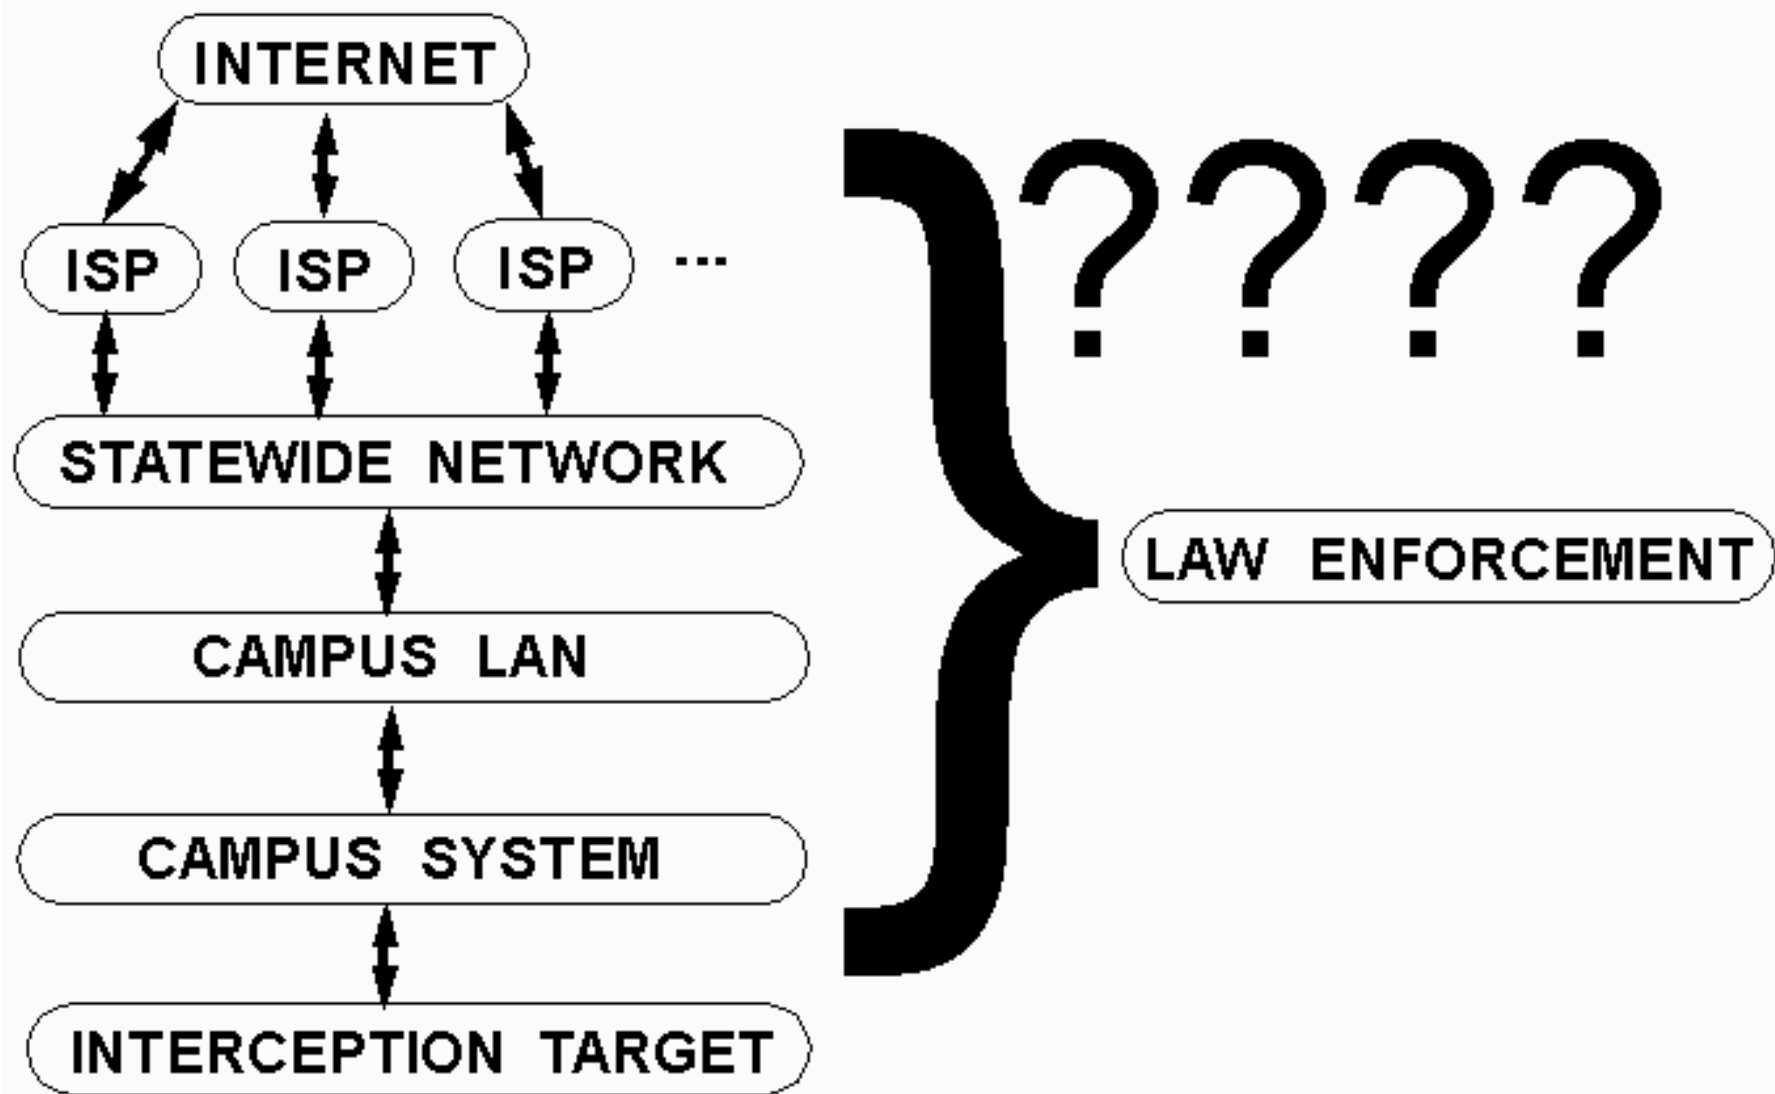 INTERNET
????
ISP ISP ISP ...
STATEWIDE NETWORK
LAW ENFORCEMENT
CAMPUS LAN
CAMPUS SYSTEM
INTERCEPTION TARGET